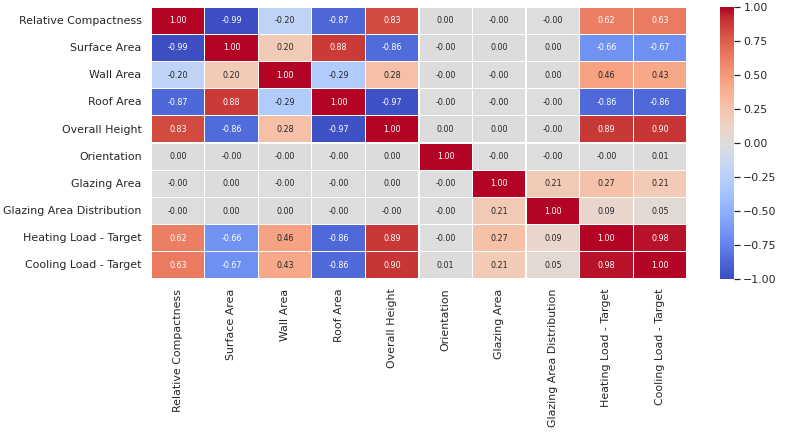 Relative Compactness 1.00 -0.99 -0.20 -0.87 0.83 0.00 -0.00 -0.00 0.62 0.63
Surface Area -0.99 1.00 0.20 0.88 -0.86 -0.00 0.00 0.00 -0.66 -0.67
Wall Area -0.20 0.20 1.00 -0.29 0.28 -0.00 -0.00 0.00 0.46 0.43
Roof Area -0.87 0.88 -0.29 1.00 -0.97 -0.00 -0.00 -0.00 -0.86 -0.86
Overall Height 0.83 -0.86 0.28 -0.97 1.00 0.00 0.00 -0.00 0.89 0.90
Orientation 0.00 -0.00 -0.00 -0.00 0.00 1.00 -0.00 -0.00 -0.00 0.01
Glazing Area -0.00 0.00 -0.00 -0.00 0.00 -0.00 1.00 0.21 0.27 0.21
Glazing Area Distribution -0.00 0.00 0.00 -0.00 -0.00 -0.00 0.21 1.00 0.09 0.05
Heating Load - Target 0.62 -0.66 0.46 -0.86 0.89 -0.00 0.27 0.09 1.00 0.98
Cooling Load - Target 0.63 -0.67 0.43 -0.86 0.90 0.01 0.21 0.05 0.98 1.00
Relative Compactness
Surface Area
Wall Area
Roof Area
Overall Height
Orientation
Glazing Area
Glazing Area Distribution
Heating Load - Target
Cooling Load - Target
1.00
0.75
0.50
0.25
0.00
−0.25
−0.50
−0.75
−1.00